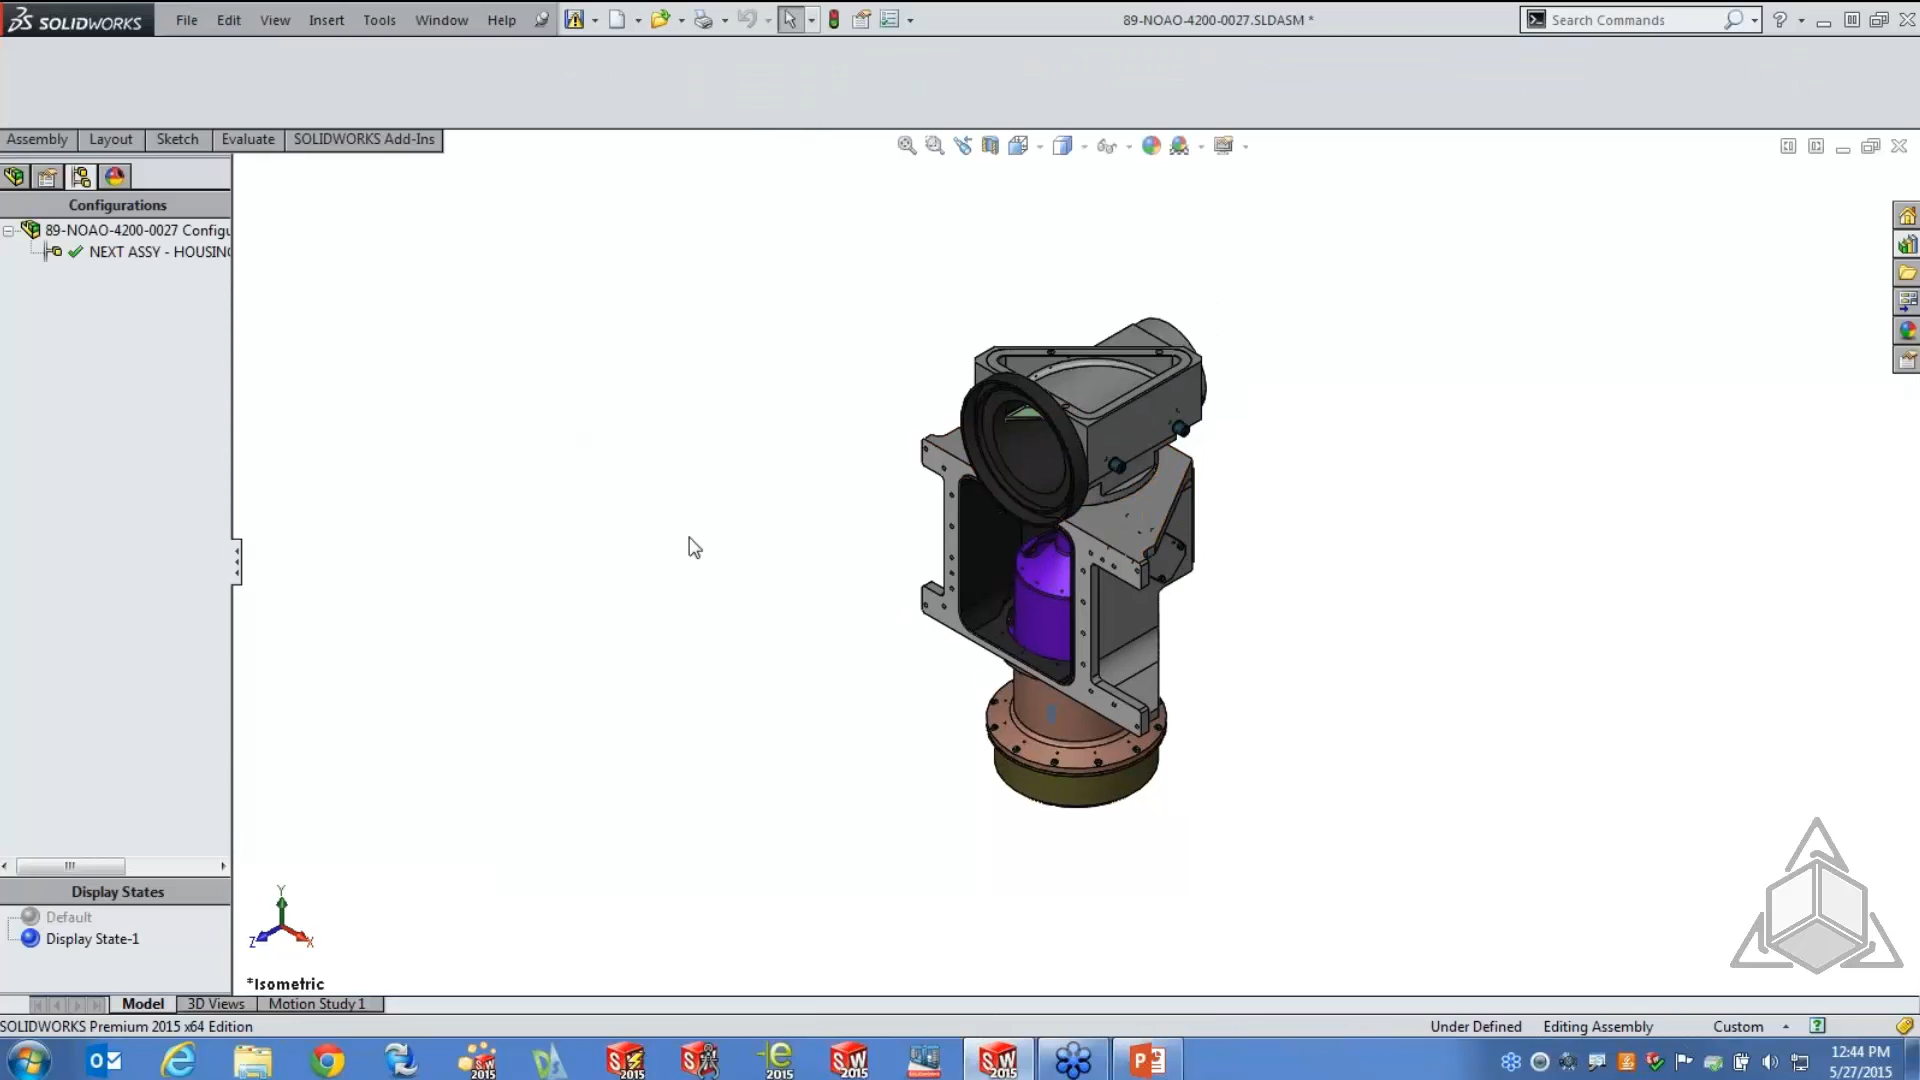 SOLIDWORKS File Edit View Insert Tools Window Help 89-NOAO-4200-0027.SLDASM * Search Commands
Assembly Layout Sketch Evaluate SOLIDWORKS Add-Ins
Configurations
89-NOAO-4200-0027 Configu
NEXT ASSY - HOUSING
Display States
Default
Display State-1
Y
Z X
*Isometric
Model 3D Views Motion Study 1
SOLIDWORKS Premium 2015 x64 Edition Under Defined Editing Assembly Custom
12:44 PM
5/27/2015